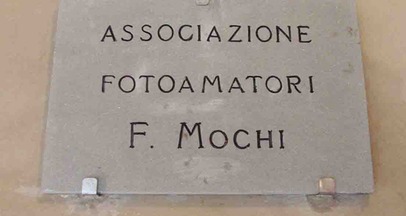 ASSOCIAZIONE
FOTOAMATORI
F. MOCHI